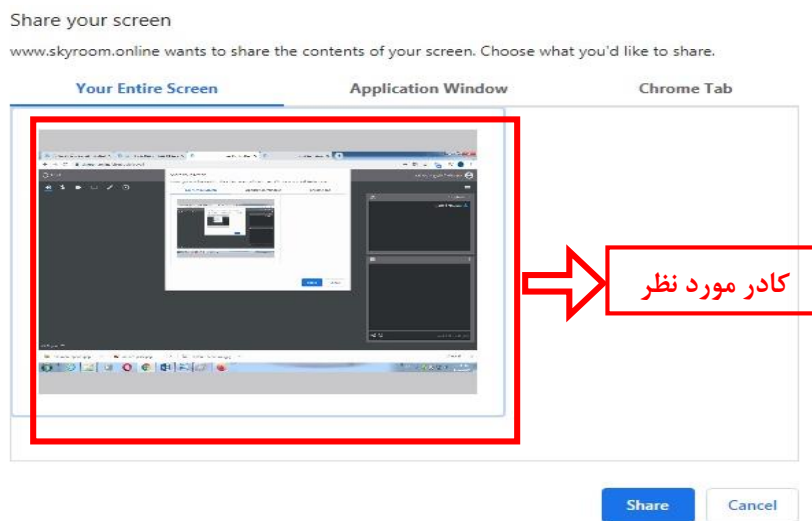 Share your screen
www.skyroom.online wants to share the contents of your screen. Choose what you'd like to share.
Your Entire Screen
Application Window
Chrome Tab
کادر مورد نظر
Share
Cancel